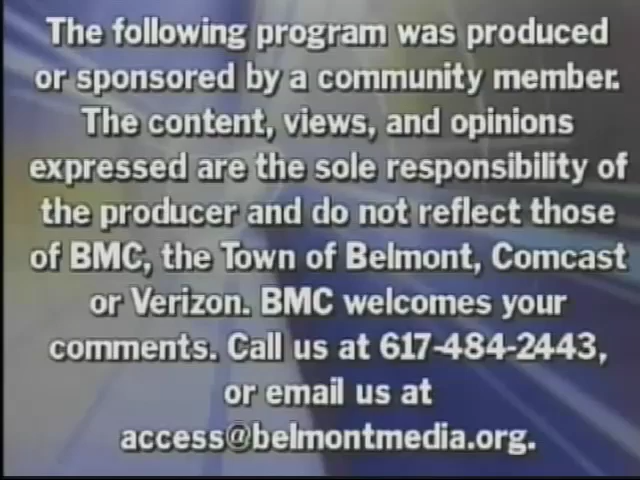 The following program was produced
or sponsored by a community member.
The content, views, and opinions
expressed are the sole responsibility of
the producer and do not reflect those
of BMC, the Town of Belmont, Comcast
or Verizon. BMC welcomes your
comments. Call us at 617-484-2443,
or email us at
access@belmontmedia.org.